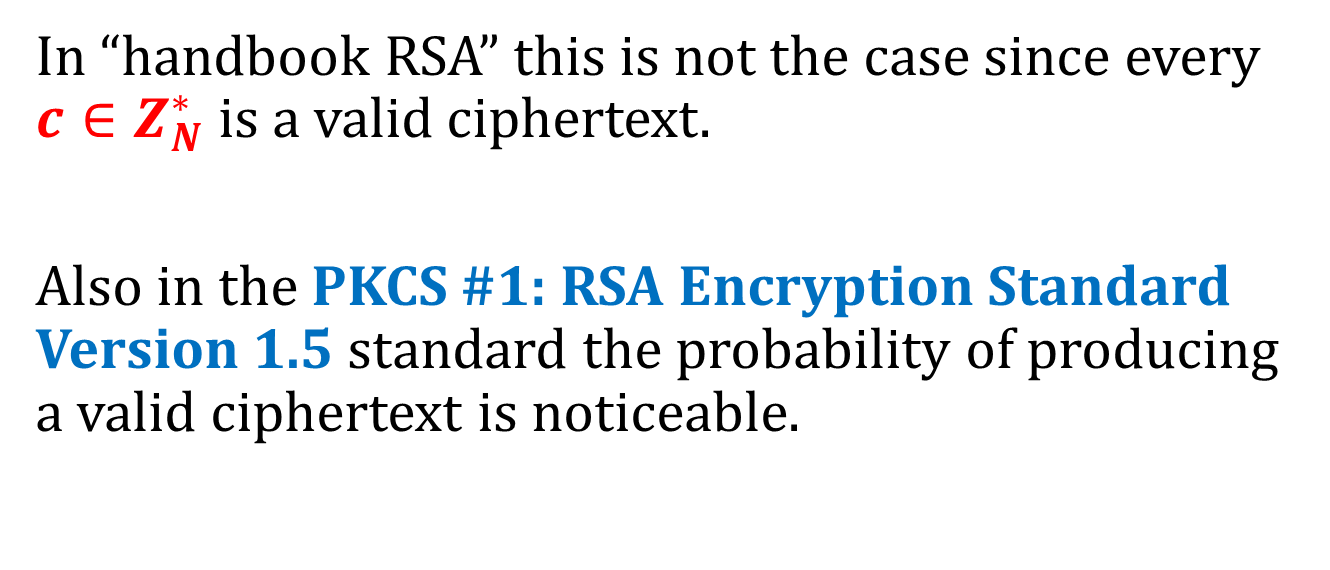 In “handbook RSA” this is not the case since every
c ∈ Z*N is a valid ciphertext.
Also in the PKCS #1: RSA Encryption Standard
Version 1.5 standard the probability of producing
a valid ciphertext is noticeable.